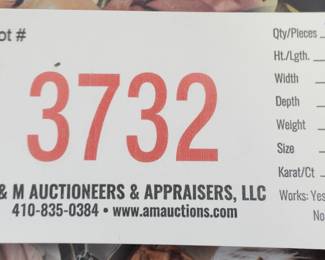 ot #
3732
& M AUCTIONEERS & APPRAISERS, LLC
410-835-0384 • www.amauctions.com
Qty/Pieces
Ht./Lgth.
Width
Depth
Weight
Size
Karat/Ct
Works: Yes
No